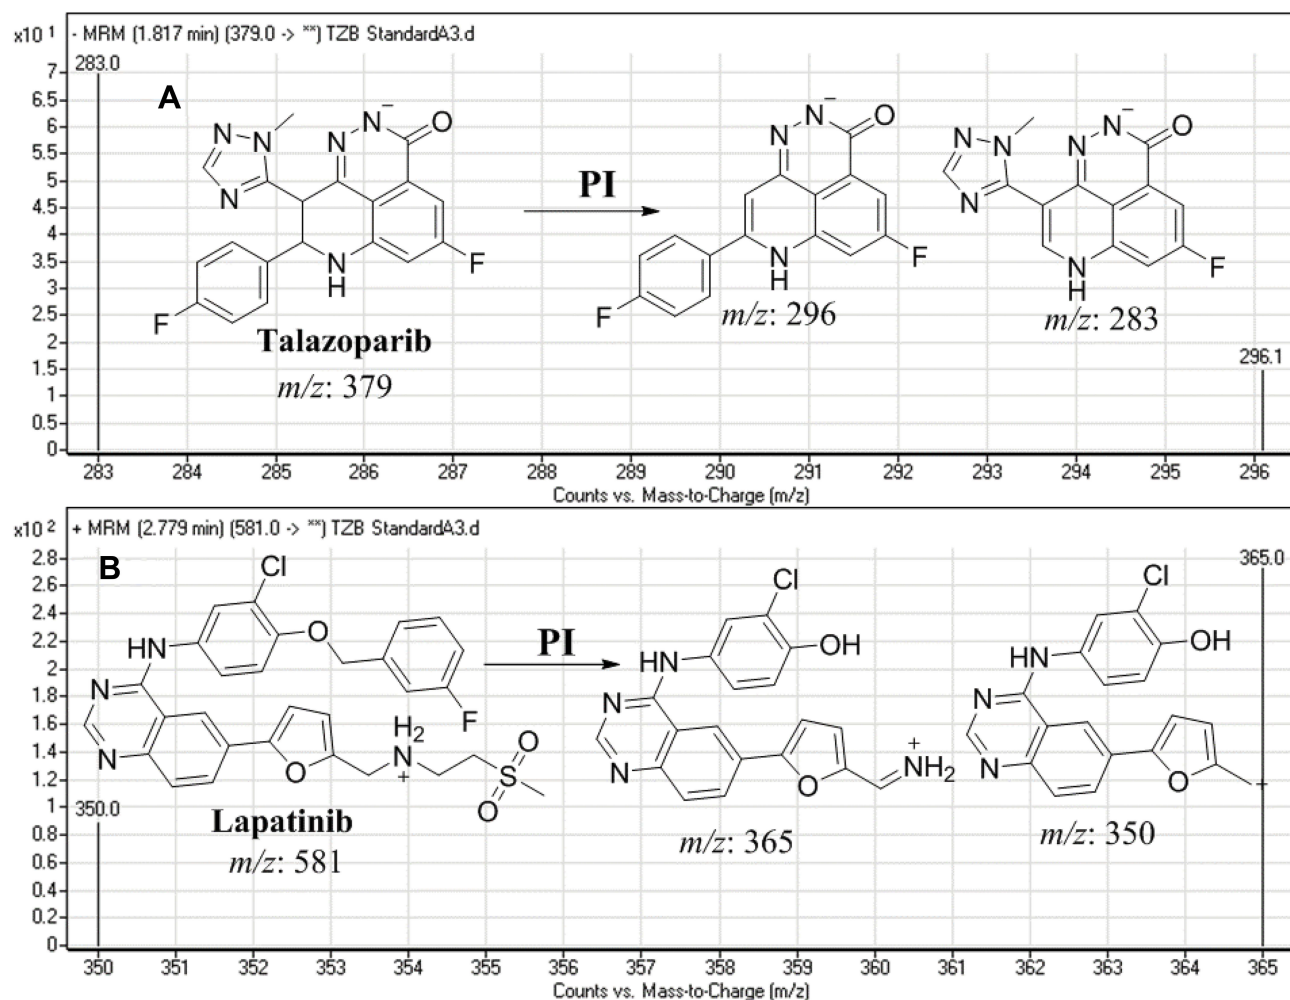 x10 1
- MRM (1.817 min) (379.0 -> **) TZB StandardA3.d
7
6.5
6
5.5
5
4.5
4
3.5
3
2.5
2
1.5
1
0.5
0
283.0
A
N
N
N
N
N
−
O
N
H
F
F
Talazoparib
m/z: 379
PI
N
N
−
O
N
H
F
F
m/z: 296
N
N
N
N
N
−
O
N
H
F
m/z: 283
296.1
283 284 285 286 287 288 289 290 291 292 293 294 295 296
Counts vs. Mass-to-Charge (m/z)
x10 2
+ MRM (2.779 min) (581.0 -> **) TZB StandardA3.d
2.8
2.6
2.4
2.2
2
1.8
1.6
1.4
1.2
1
0.8
0.6
0.4
0.2
0
350.0
B
Cl
O
HN
F
N
N
O
H2
N
+
O
S
O
Lapatinib
m/z: 581
PI
Cl
OH
HN
N
N
O
+
NH2
m/z: 365
Cl
OH
HN
N
N
O
+
m/z: 350
365.0
350 351 352 353 354 355 356 357 358 359 360 361 362 363 364 365
Counts vs. Mass-to-Charge (m/z)